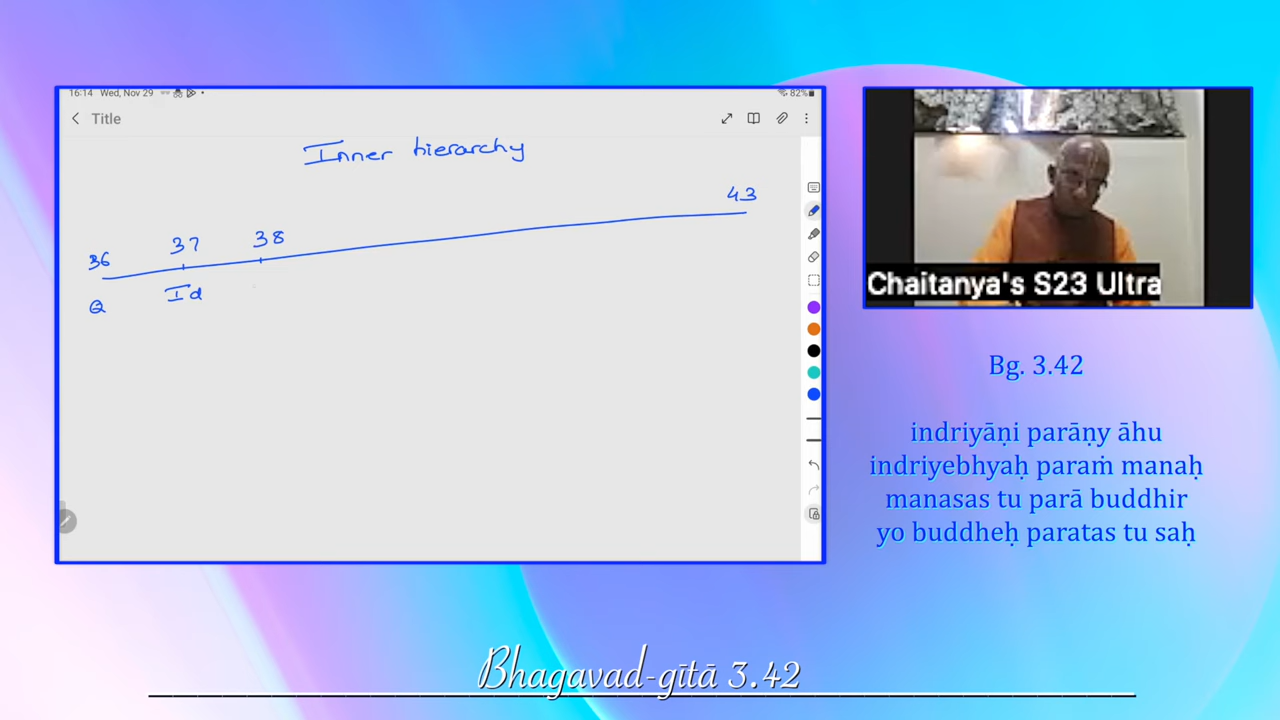 16:14 Wed, Nov 29
82%
Title
Inner hierarchy
43
36 37 38
Q Id
Chaitanya's S23 Ultra
Bg. 3.42
indriyāṇi parāṇy āhu
indriyebhyaḥ paraṁ manaḥ
manasas tu parā buddhir
yo buddheḥ paratas tu saḥ
Bhagavad-gītā 3.42